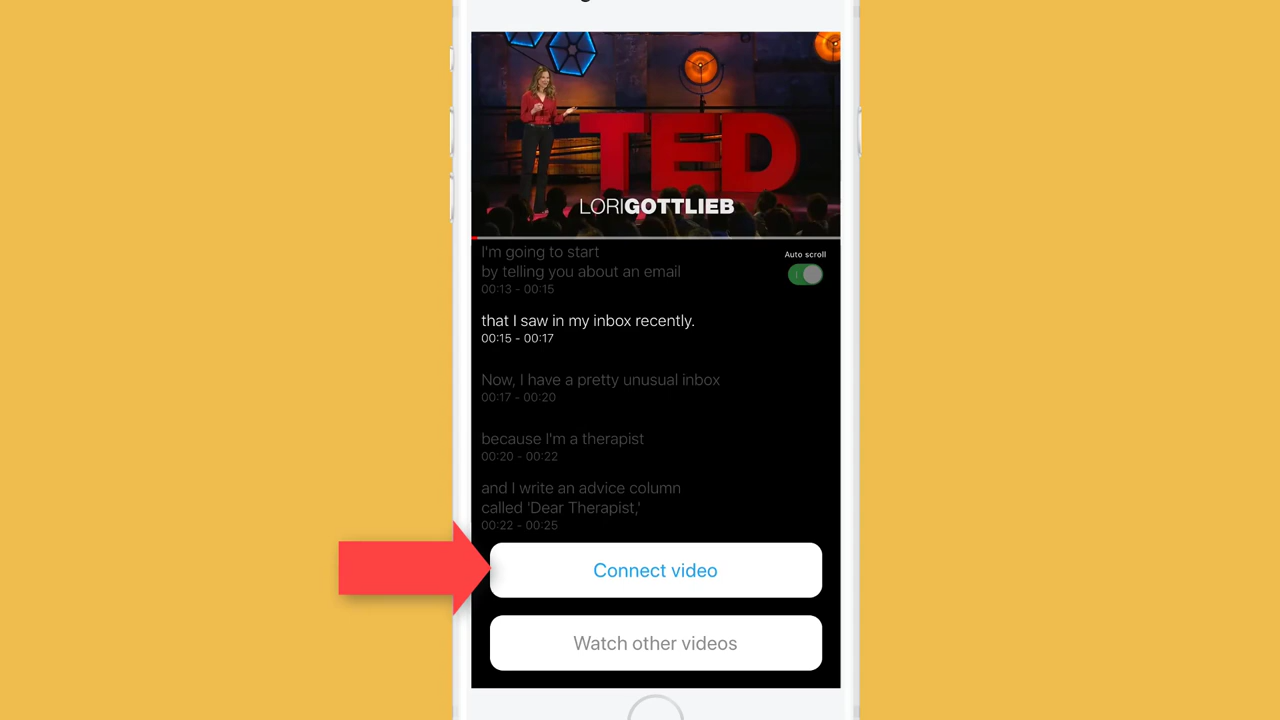 TED
LORIGOTTLIEB
I'm going to start
by telling you about an email
00:13 - 00:15
Auto scroll
that I saw in my inbox recently.
00:15 - 00:17
Now, I have a pretty unusual inbox
00:17 - 00:20
because I'm a therapist
00:20 - 00:22
and I write an advice column
called 'Dear Therapist,'
00:22 - 00:25
Connect video
Watch other videos